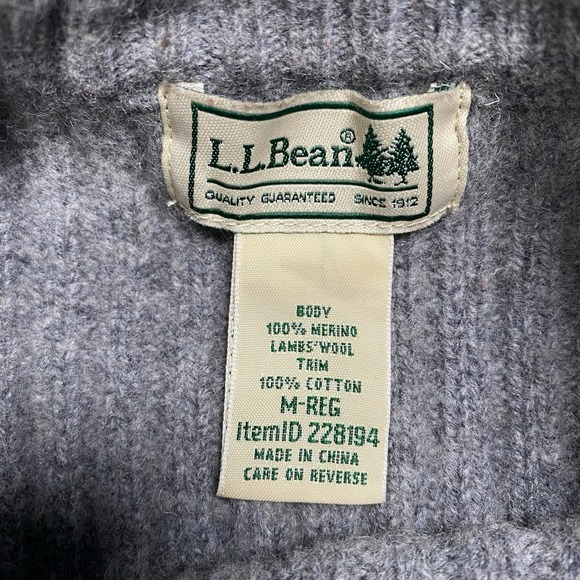 L.L.Bean®
QUALITY GUARANTEED SINCE 1912
BODY
100% MERINO
LAMBS' WOOL
TRIM
100% COTTON
M-REG
ItemID 228194
MADE IN CHINA
CARE ON REVERSE